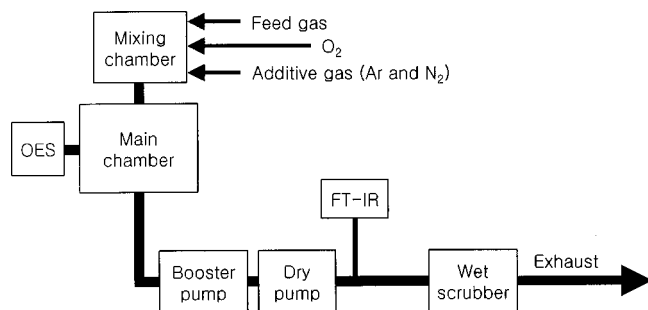 Mixing
chamber
Feed gas
O₂
Additive gas (Ar and N₂)
OES
Main
chamber
FT-IR
Booster
pump
Dry
pump
Wet
scrubber
Exhaust